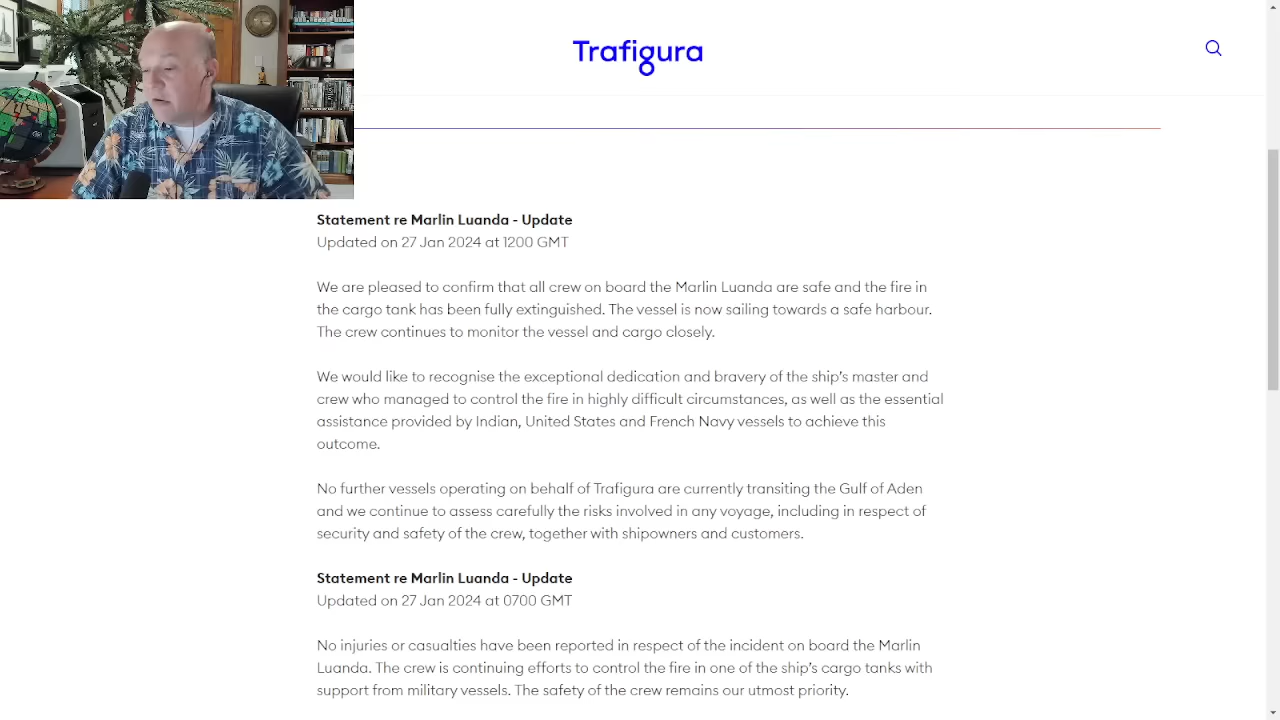 Trafigura
Statement re Marlin Luanda - Update
Updated on 27 Jan 2024 at 1200 GMT
We are pleased to confirm that all crew on board the Marlin Luanda are safe and the fire in
the cargo tank has been fully extinguished. The vessel is now sailing towards a safe harbour.
The crew continues to monitor the vessel and cargo closely.
We would like to recognise the exceptional dedication and bravery of the ship's master and
crew who managed to control the fire in highly difficult circumstances, as well as the essential
assistance provided by Indian, United States and French Navy vessels to achieve this
outcome.
No further vessels operating on behalf of Trafigura are currently transiting the Gulf of Aden
and we continue to assess carefully the risks involved in any voyage, including in respect of
security and safety of the crew, together with shipowners and customers.
Statement re Marlin Luanda - Update
Updated on 27 Jan 2024 at 0700 GMT
No injuries or casualties have been reported in respect of the incident on board the Marlin
Luanda. The crew is continuing efforts to control the fire in one of the ship's cargo tanks with
support from military vessels. The safety of the crew remains our utmost priority.